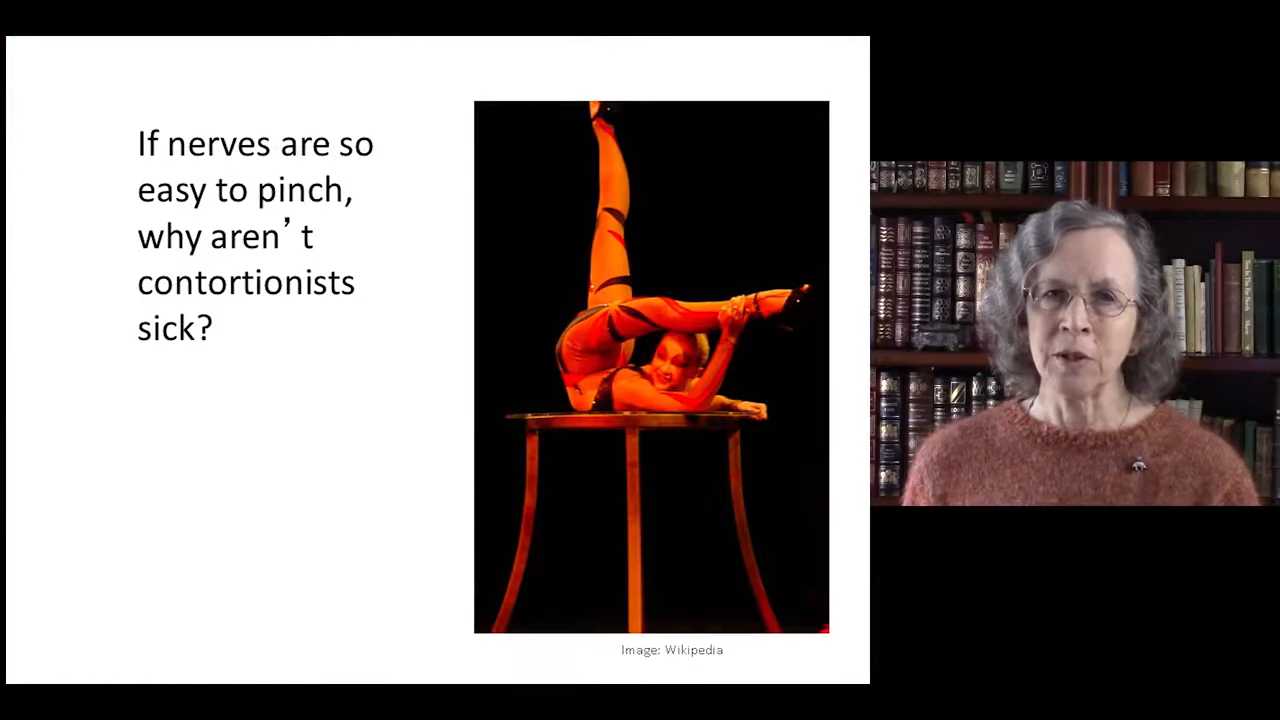 If nerves are so
easy to pinch,
why aren’t
contortionists
sick?
Image: Wikipedia